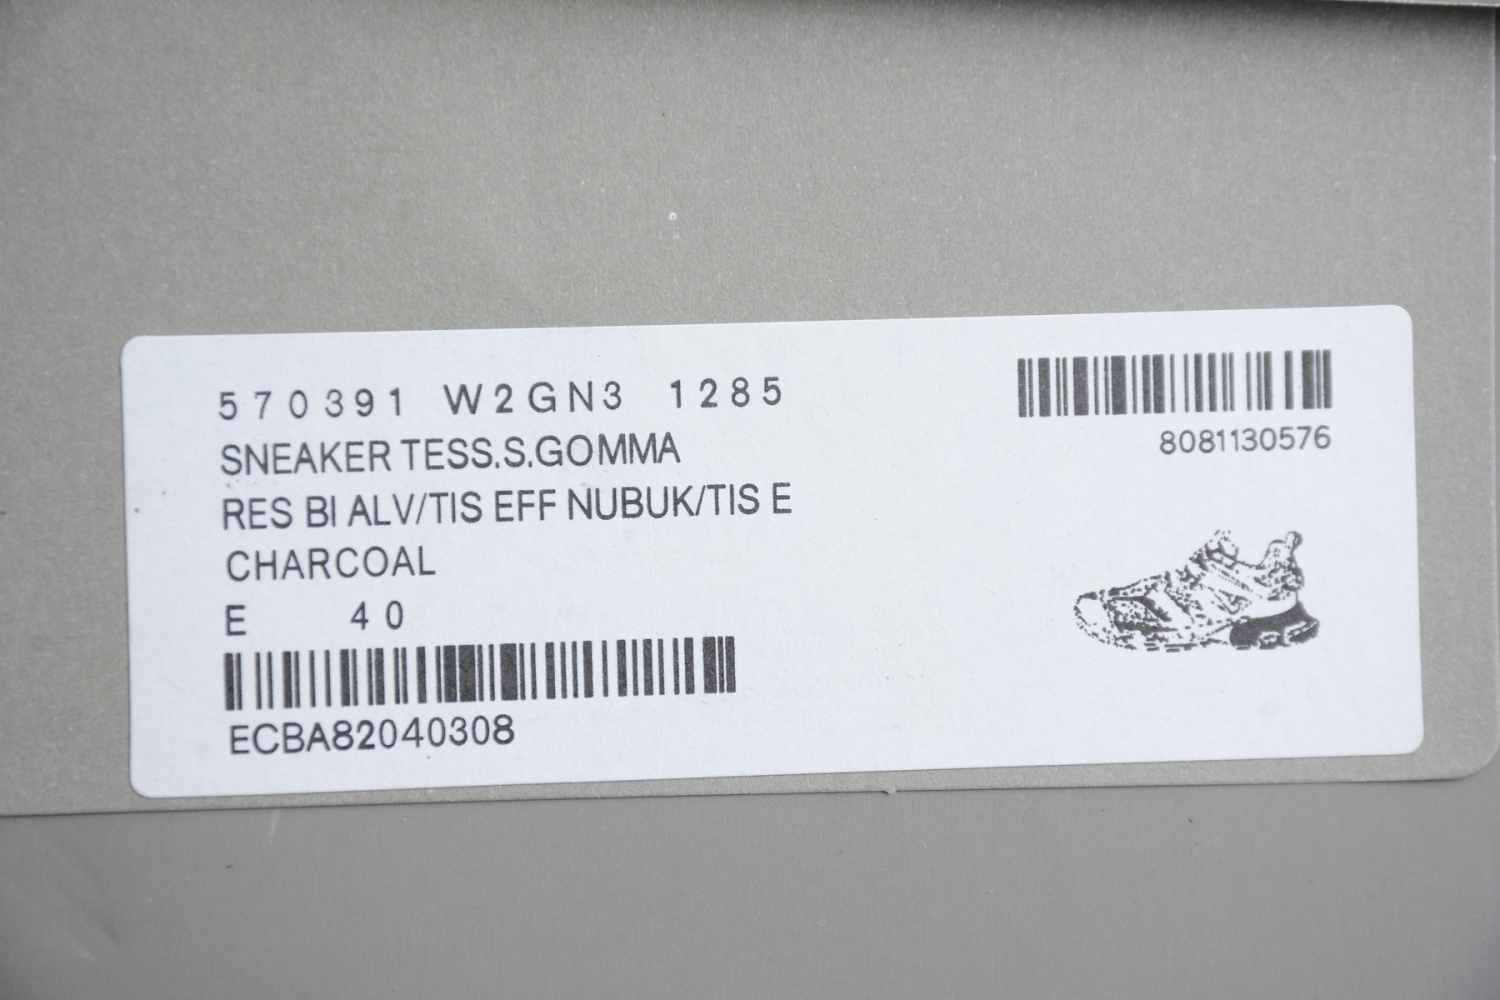 570391 W2GN3 1285
8081130576
SNEAKER TESS.S.GOMMA
RES BI ALV/TIS EFF NUBUK/TIS E
CHARCOAL
E 40
ECBA82040308